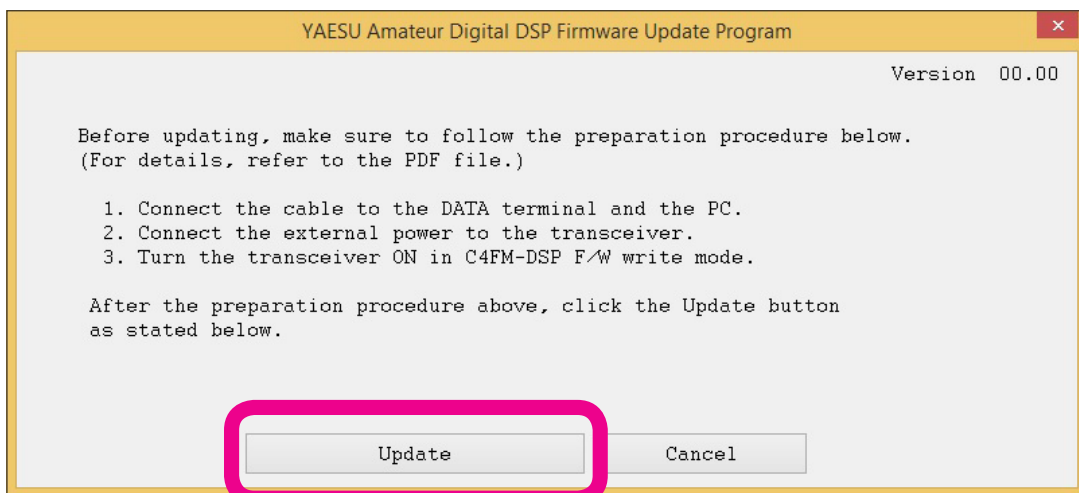 YAESU Amateur Digital DSP Firmware Update Program
Version 00.00
Before updating, make sure to follow the preparation procedure below.
(For details, refer to the PDF file.)
1. Connect the cable to the DATA terminal and the PC.
2. Connect the external power to the transceiver.
3. Turn the transceiver ON in C4FM-DSP F/W write mode.
After the preparation procedure above, click the Update button
as stated below.
Update Cancel